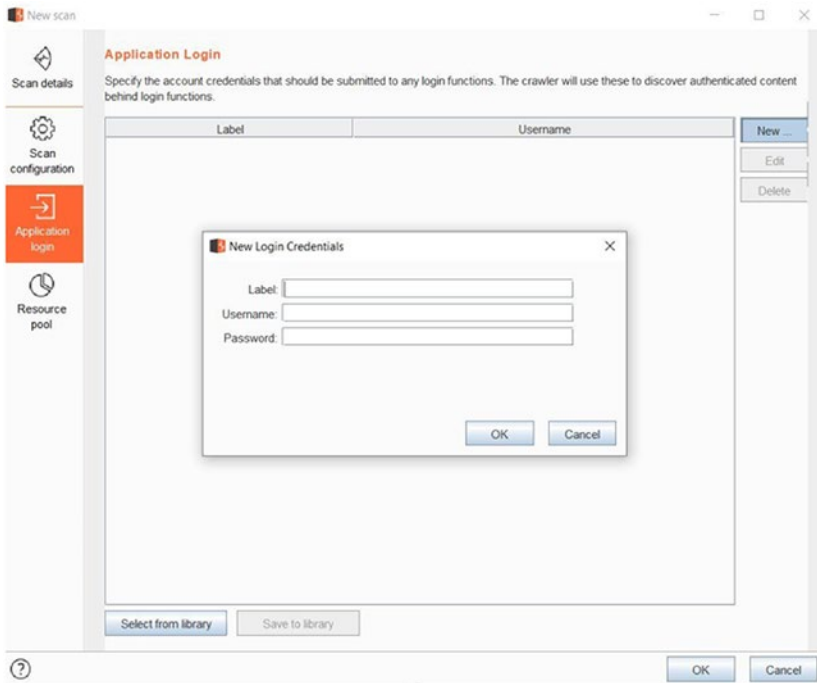 New scan
Scan details
Scan
configuration
Application
login
Resource
pool
Application Login
Specify the account credentials that should be submitted to any login functions. The crawler will use these to discover authenticated content
behind login functions.
Label Username
New ...
Edit
Delete
New Login Credentials
Label:
Username:
Password:
OK Cancel
Select from library Save to library
? OK Cancel